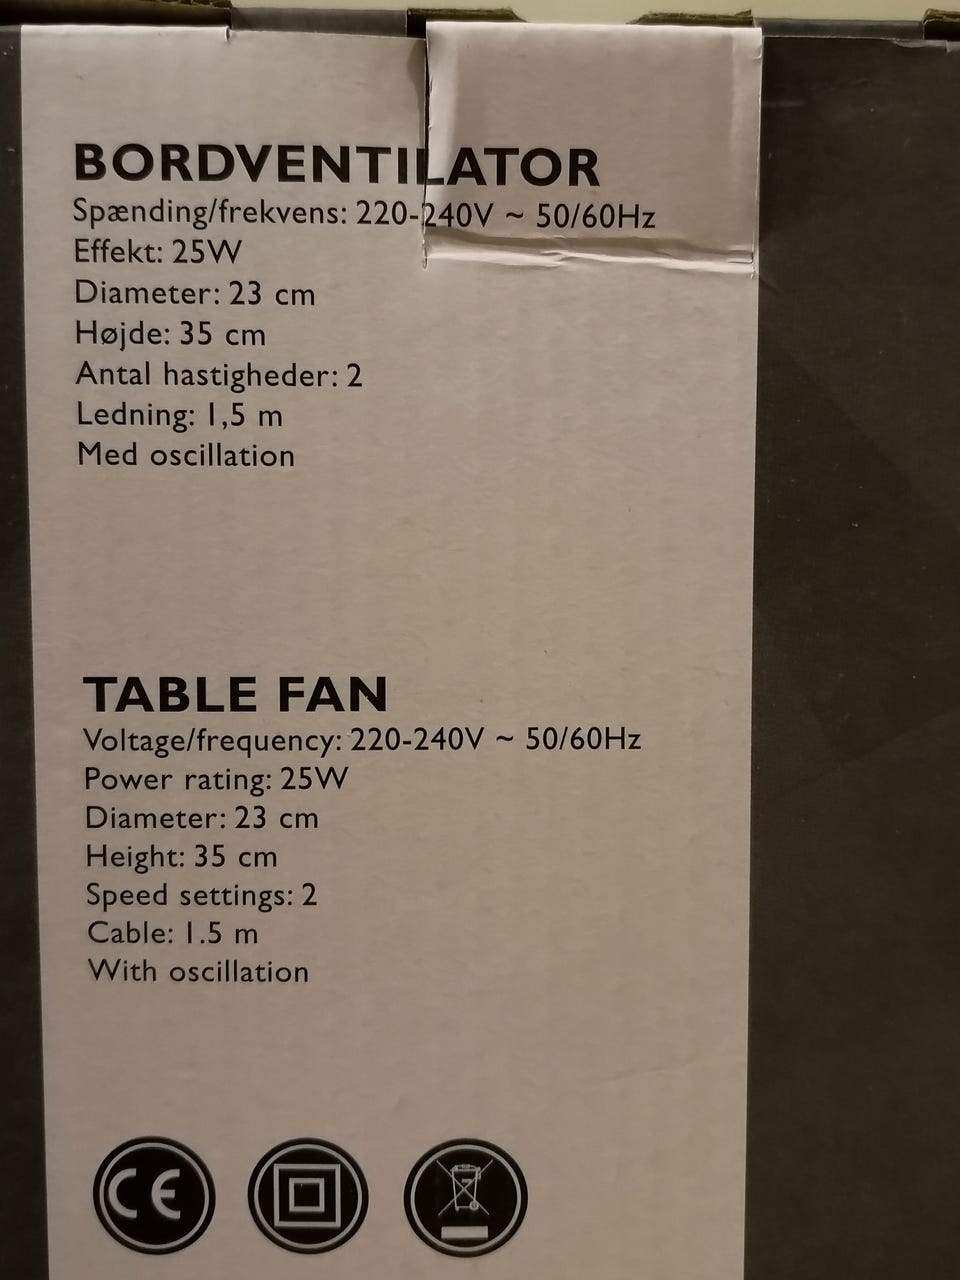 BORDVENTILATOR
Spænding/frekvens: 220-240V ~ 50/60Hz
Effekt: 25W
Diameter: 23 cm
Højde: 35 cm
Antal hastigheder: 2
Ledning: 1,5 m
Med oscillation
TABLE FAN
Voltage/frequency: 220-240V ~ 50/60Hz
Power rating: 25W
Diameter: 23 cm
Height: 35 cm
Speed settings: 2
Cable: 1.5 m
With oscillation
CE